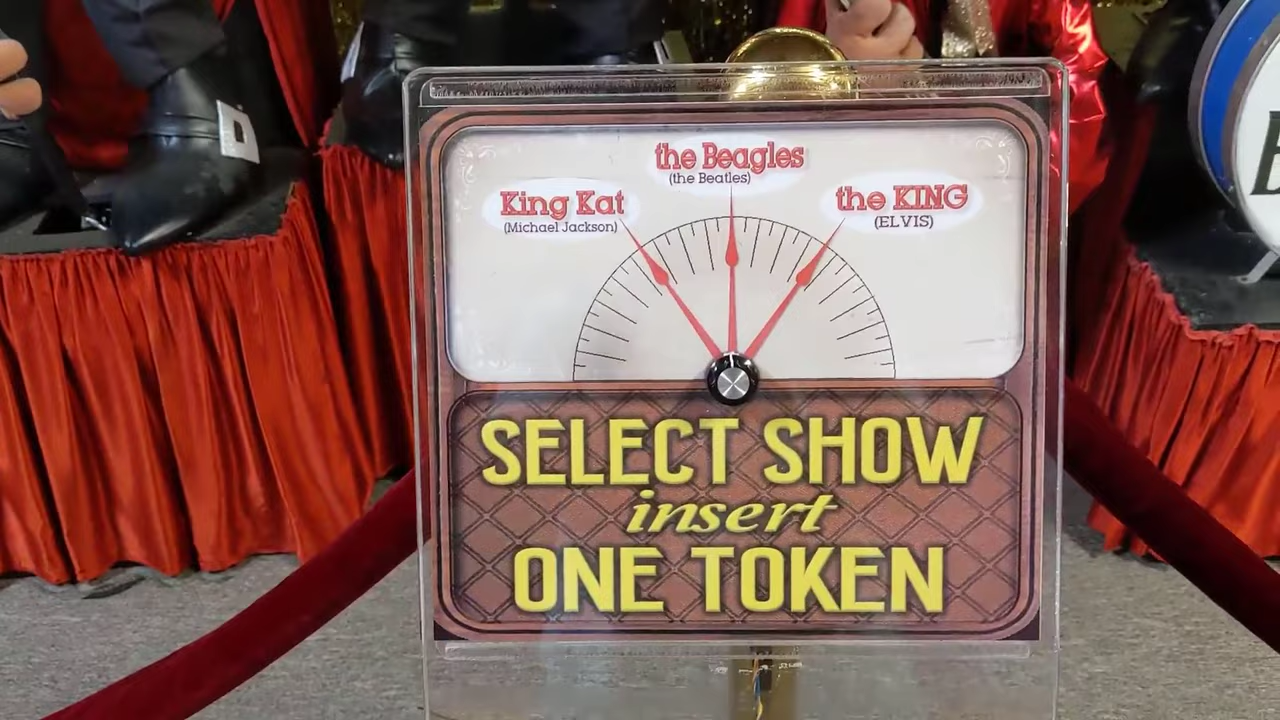 the Beagles
(the Beatles)
King Kat
(Michael Jackson)
the KING
(ELVIS)
SELECT SHOW
insert
ONE TOKEN